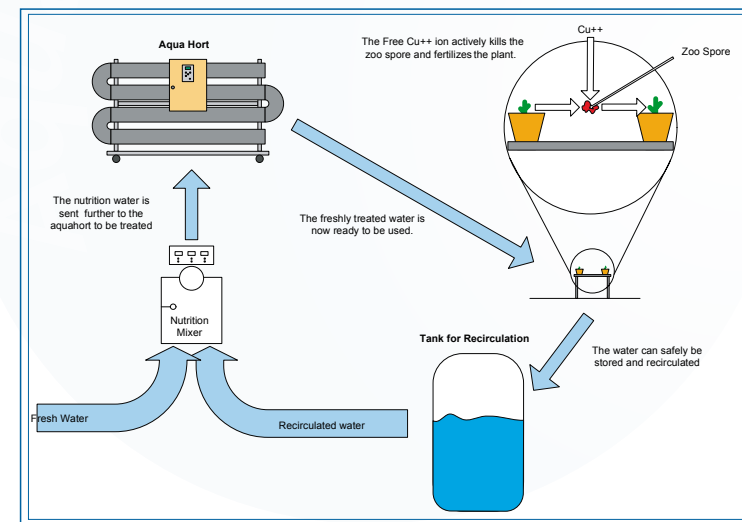 Aqua Hort
The Free Cu++ ion actively kills the
zoo spore and fertilizes the plant.
Cu++
Zoo Spore
The nutrition water is
sent further to the
aquahort to be treated
The freshly treated water is
now ready to be used.
Nutrition
Mixer
Tank for Recirculation
The water can safely be
stored and recirculated
Fresh Water
Recirculated water